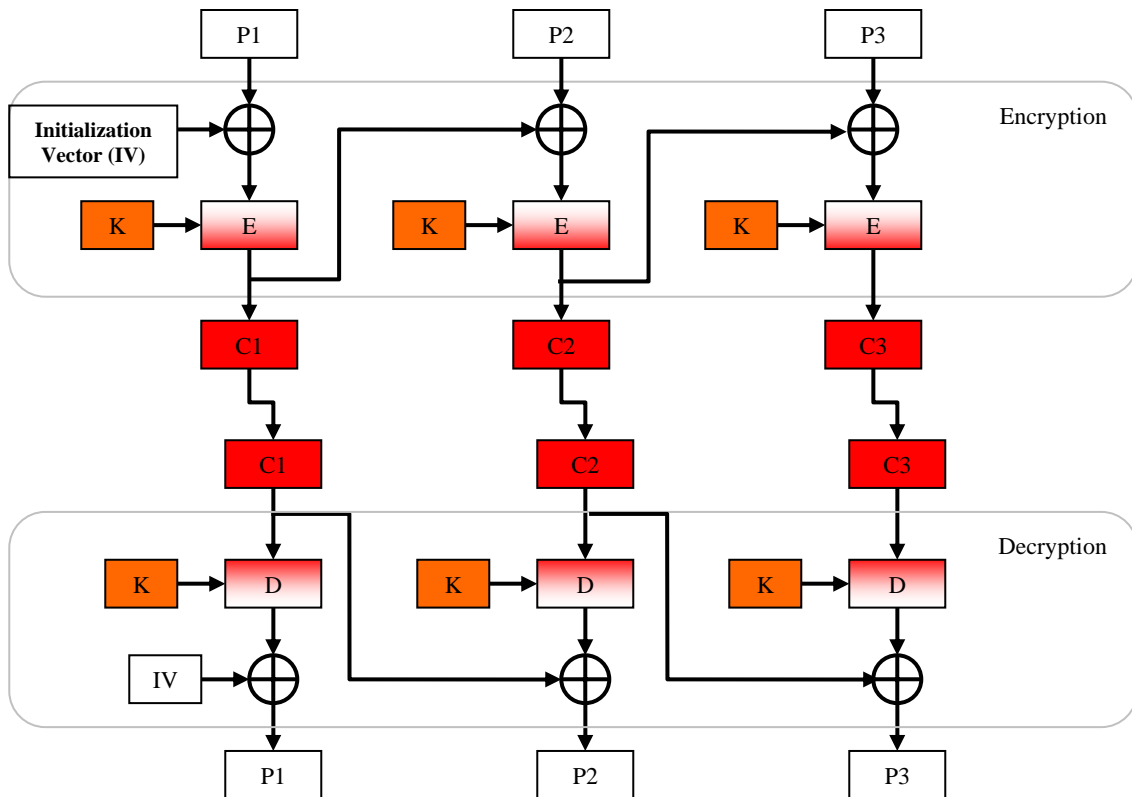 P1 P2 P3
Encryption
Initialization
Vector (IV)
K E K E K E
C1 C2 C3
C1 C2 C3
Decryption
K D K D K D
IV
P1 P2 P3